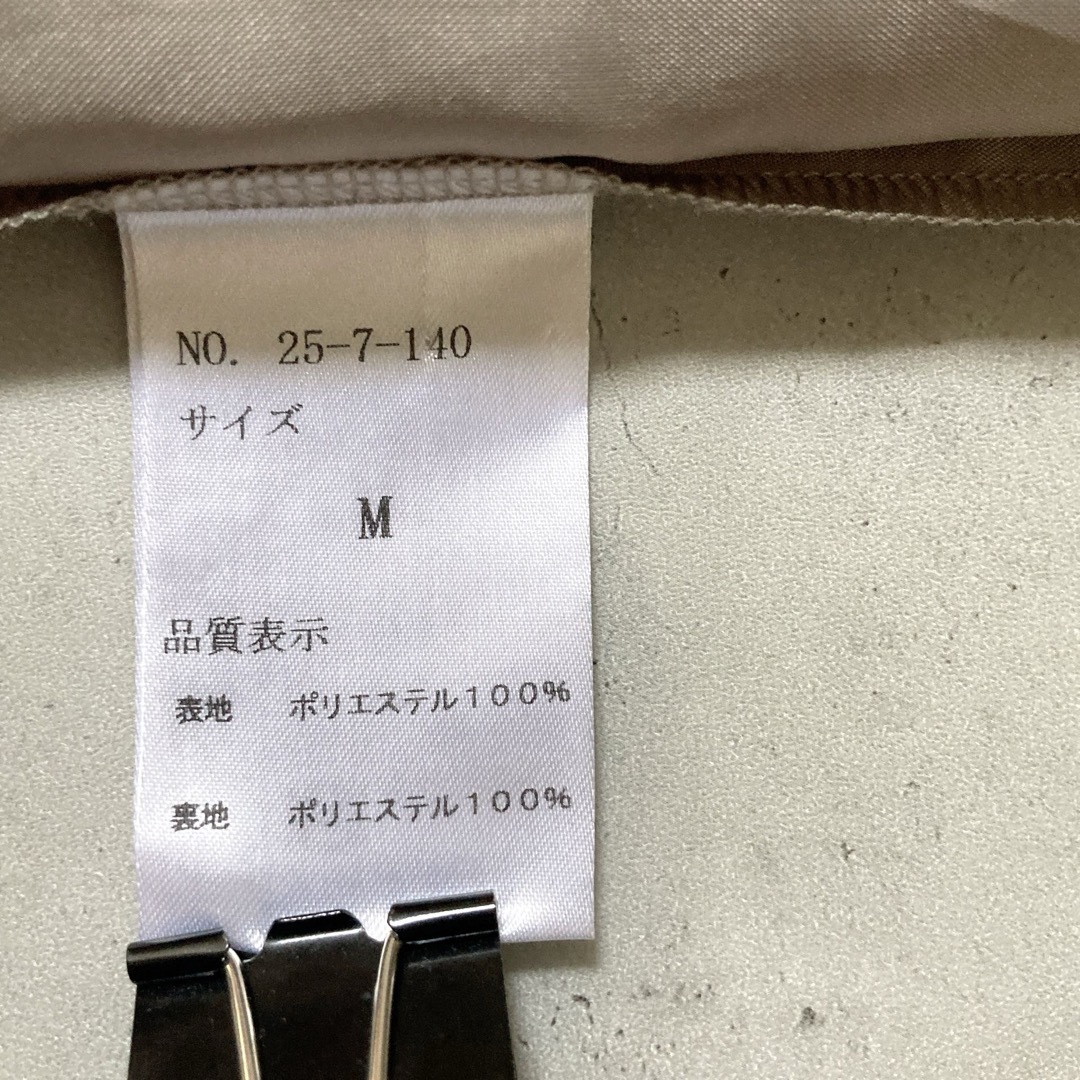 NO. 25-7-140
サイズ
M
品質表示
表地 ポリエステル１００％
裏地 ポリエステル１００％